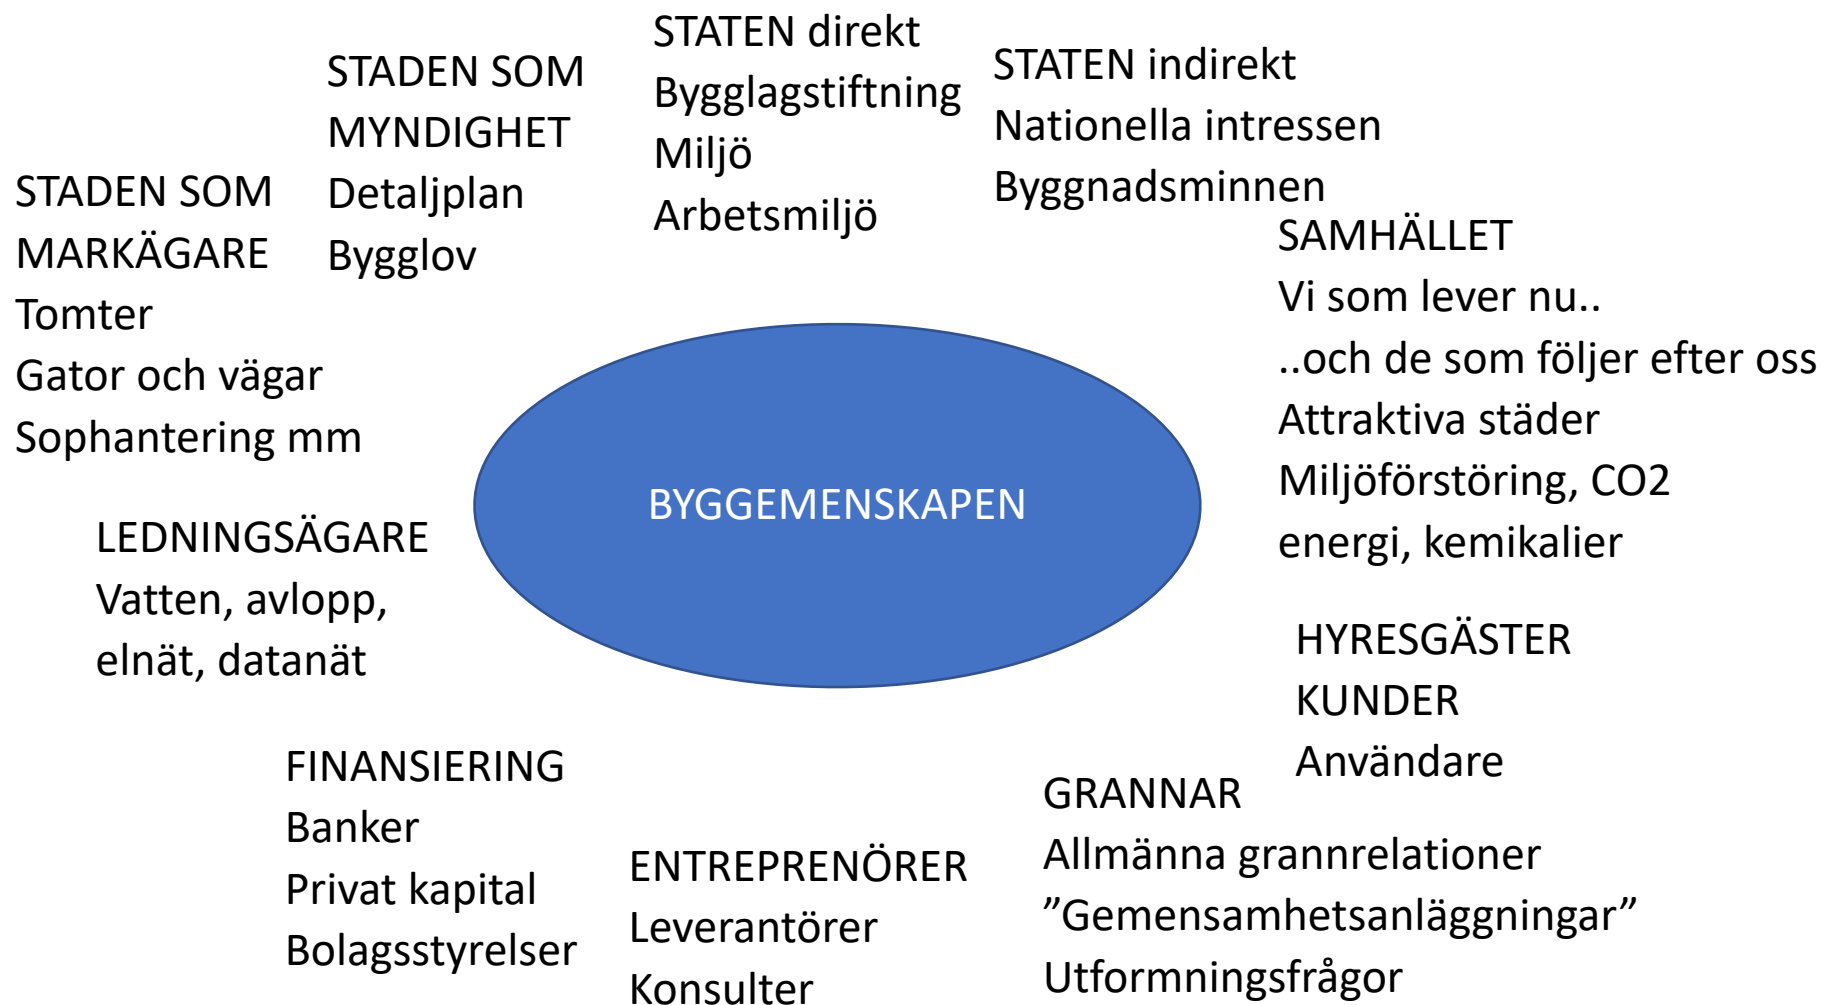 STADEN SOM
MARKÄGARE
Tomter
Gator och vägar
Sophantering mm
STADEN SOM
MYNDIGHET
Detaljplan
Bygglov
STATEN direkt
Bygglagstiftning
Miljö
Arbetsmiljö
STATEN indirekt
Nationella intressen
Byggnadsminnen
SAMHÄLLET
Vi som lever nu..
..och de som följer efter oss
Attraktiva städer
Miljöförstöring, CO2
energi, kemikalier
BYGGEMENSKAPEN
LEDNINGSÄGARE
Vatten, avlopp,
elnät, datanät
HYRESGÄSTER
KUNDER
Användare
FINANSIERING
Banker
Privat kapital
Bolagsstyrelser
ENTREPRENÖRER
Leverantörer
Konsulter
GRANNAR
Allmänna grannrelationer
”Gemensamhetsanläggningar”
Utformningsfrågor